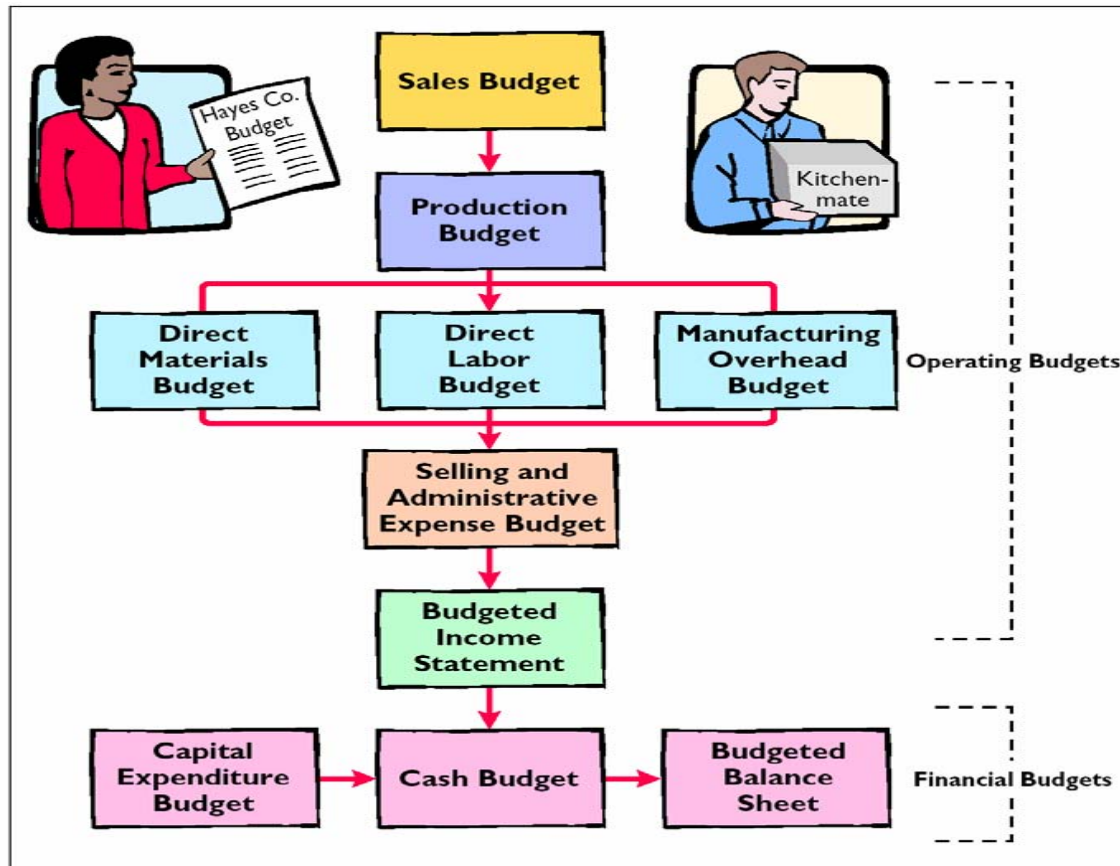 Sales Budget
Hayes Co.
Budget
Kitchen-
mate
Production
Budget
Direct
Materials
Budget
Direct
Labor
Budget
Manufacturing
Overhead
Budget
Operating Budgets
Selling and
Administrative
Expense Budget
Budgeted
Income
Statement
Capital
Expenditure
Budget
Cash Budget
Budgeted
Balance
Sheet
Financial Budgets